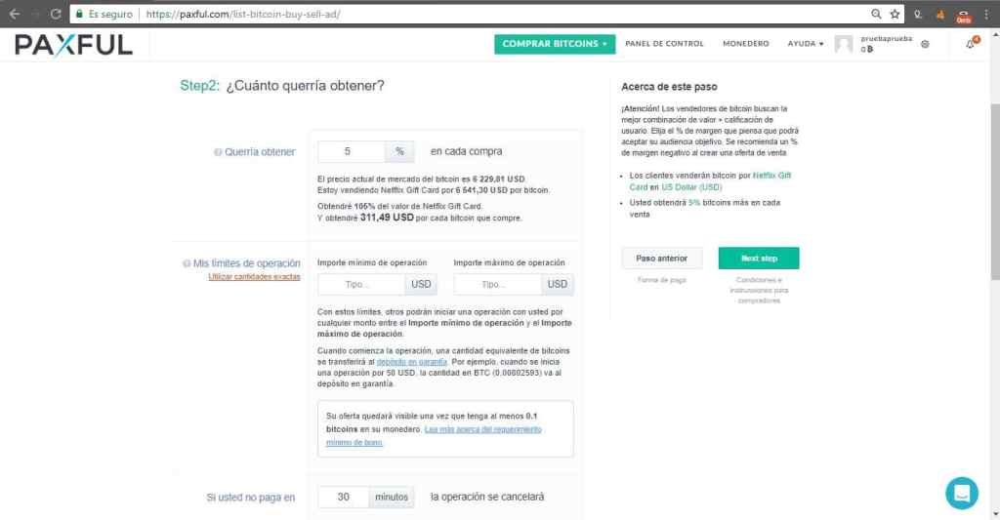 Es seguro https://paxful.com/list-bitcoin-buy-sell-ad/
PAXFUL
COMPRAR BITCOINS
PANEL DE CONTROL
MONEDERO
AYUDA
pruebaprueba
0
4
Step2: ¿Cuánto querría obtener?
Querría obtener
5 %
en cada compra
El precio actual de mercado del bitcoin es 6 229,81 USD.
Estoy vendiendo Netflix Gift Card por 6 541,30 USD por bitcoin.
Obtendré 105% del valor de Netflix Gift Card.
Y obtendré 311,49 USD por cada bitcoin que compre.
Mis límites de operación
Utilizar cantidades exactas
Importe mínimo de operación
Importe máximo de operación
Tipo... USD
Tipo... USD
Con estos límites, otros podrán iniciar una operación con usted por
cualquier monto entre el Importe mínimo de operación y el Importe
máximo de operación.
Cuando comienza la operación, una cantidad equivalente de bitcoins
se transferirá al depósito en garantía. Por ejemplo, cuando se inicia
una operación por 50 USD, la cantidad en BTC (0.00802593) va al
depósito en garantía.
Su oferta quedará visible una vez que tenga al menos 0.1
bitcoins en su monedero. Lea más acerca del requerimiento
mínimo de bono.
Si usted no paga en
30 minutos
la operación se cancelará
Acerca de este paso
¡Atención! Los vendedores de bitcoin buscan la
mejor combinación de valor + calificación de
usuario. Elija el % de margen que piensa que podrá
aceptar su audiencia objetivo. Se recomienda un %
de margen negativo al crear una oferta de venta
Los clientes venderán bitcoin por Netflix Gift
Card en US Dollar (USD)
Usted obtendrá 5% bitcoins más en cada
venta
Paso anterior
Next step
Forma de pago
Condiciones e
instrucciones para
compradores